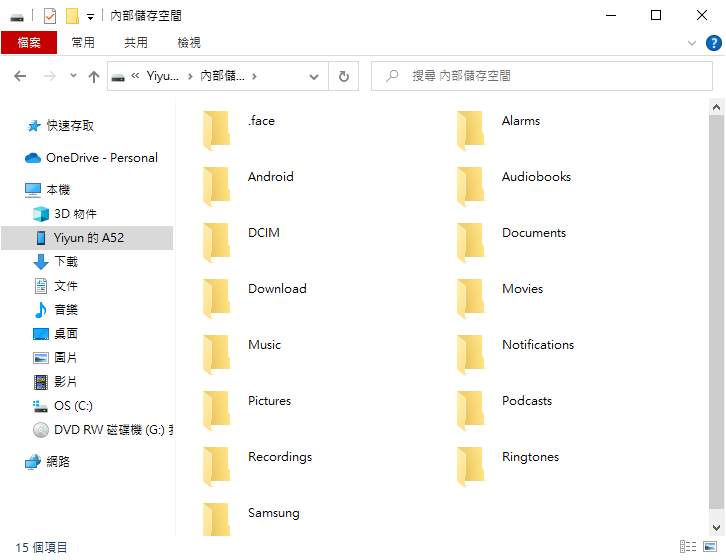 內部儲存空間
檔案 常用 共用 檢視
« Yiyu... > 內部儲... > 搜尋 內部儲存空間
快速存取
OneDrive - Personal
本機
3D 物件
Yiyun 的 A52
下載
文件
音樂
桌面
圖片
影片
OS (C:)
DVD RW 磁碟機 (G:)
網路
.face Alarms
Android Audiobooks
DCIM Documents
Download Movies
Music Notifications
Pictures Podcasts
Recordings Ringtones
Samsung
15 個項目